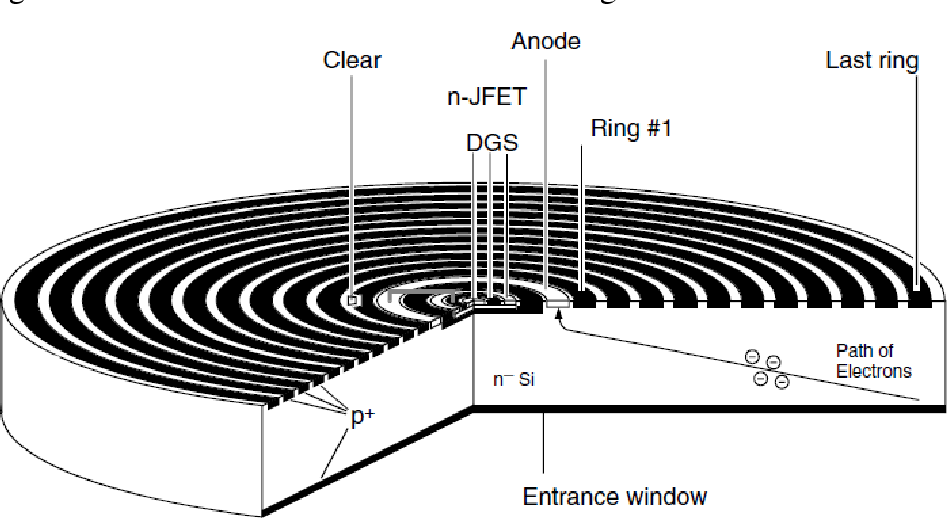 Anode
Clear
Last ring
n-JFET
Ring #1
DGS
Path of
Electrons
n⁻ Si
p⁺
Entrance window